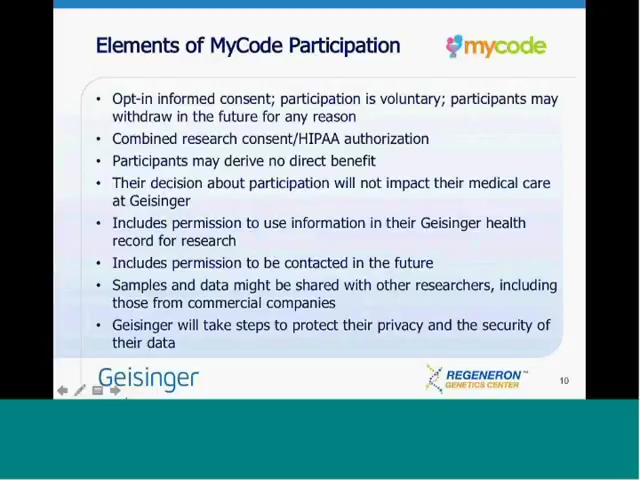 Elements of MyCode Participation
mycode
• Opt-in informed consent; participation is voluntary; participants may
withdraw in the future for any reason
• Combined research consent/HIPAA authorization
• Participants may derive no direct benefit
• Their decision about participation will not impact their medical care
at Geisinger
• Includes permission to use information in their Geisinger health
record for research
• Includes permission to be contacted in the future
• Samples and data might be shared with other researchers, including
those from commercial companies
• Geisinger will take steps to protect their privacy and the security of
their data
Geisinger
REGENERON™
GENETICS CENTER
10